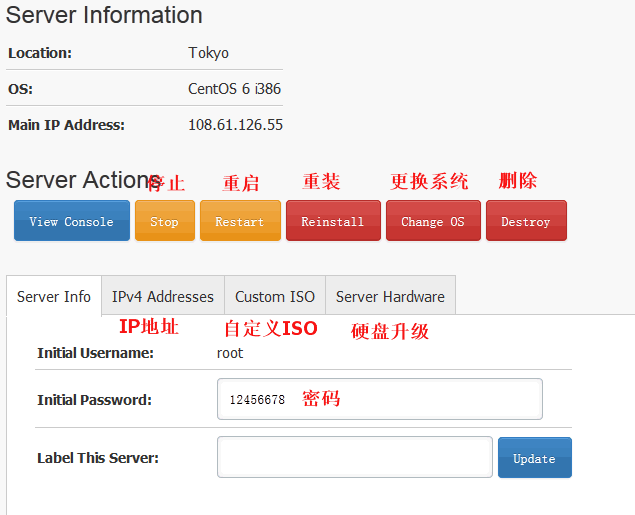 Server Information
Location: Tokyo
OS: CentOS 6 i386
Main IP Address: 108.61.126.55
Server Actions 停止 重启 重装 更换系统 删除
View Console Stop Restart Reinstall Change OS Destroy
Server Info IPv4 Addresses Custom ISO Server Hardware
IP地址 自定义ISO 硬盘升级
Initial Username: root
Initial Password: 12456678 密码
Label This Server: Update